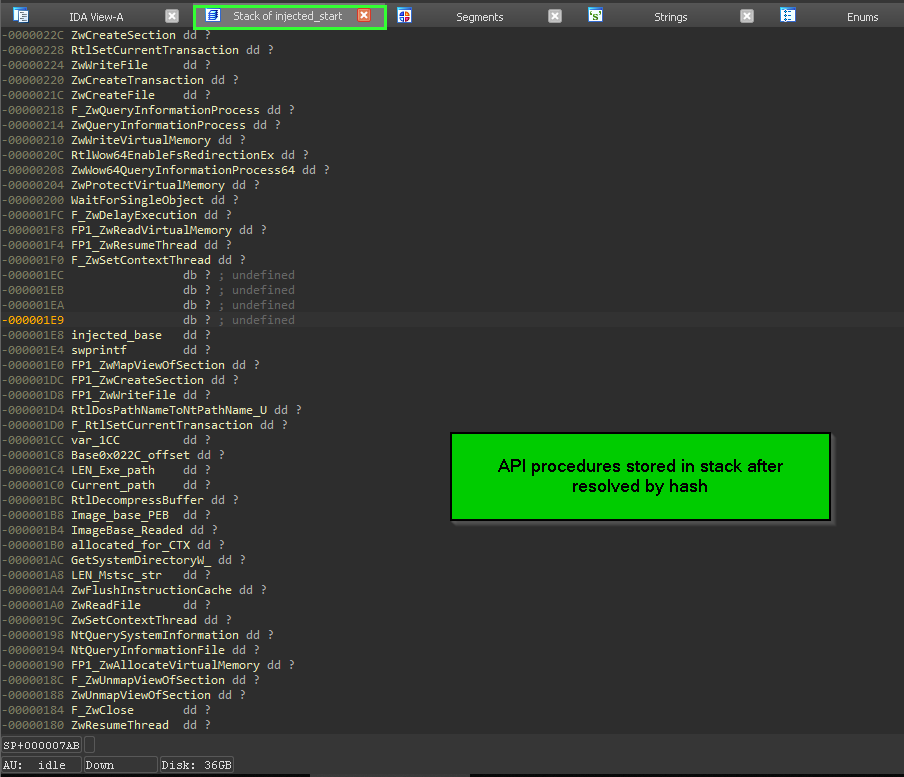 IDA View-A Stack of injected_start Segments 's' Strings Enums
-0000022C ZwCreateSection dd ?
-00000228 RtlSetCurrentTransaction dd ?
-00000224 ZwWriteFile dd ?
-00000220 ZwCreateTransaction dd ?
-0000021C ZwCreateFile dd ?
-00000218 F_ZwQueryInformationProcess dd ?
-00000214 ZwQueryInformationProcess dd ?
-00000210 ZwWriteVirtualMemory dd ?
-0000020C RtlWow64EnableFsRedirectionEx dd ?
-00000208 ZwWow64QueryInformationProcess64 dd ?
-00000204 ZwProtectVirtualMemory dd ?
-00000200 WaitForSingleObject dd ?
-000001FC F_ZwDelayExecution dd ?
-000001F8 FP1_ZwReadVirtualMemory dd ?
-000001F4 FP1_ZwResumeThread dd ?
-000001F0 F_ZwSetContextThread dd ?
-000001EC db ? ; undefined
-000001EB db ? ; undefined
-000001EA db ? ; undefined
-000001E9 db ? ; undefined
-000001E8 injected_base dd ?
-000001E4 swprintf dd ?
-000001E0 FP1_ZwMapViewOfSection dd ?
-000001DC FP1_ZwCreateSection dd ?
-000001D8 FP1_ZwWriteFile dd ?
-000001D4 RtlDosPathNameToNtPathName_U dd ?
-000001D0 F_RtlSetCurrentTransaction dd ?
-000001CC var_1CC dd ?
-000001C8 Base0x022C_offset dd ?
-000001C4 LEN_Exe_path dd ?
-000001C0 Current_path dd ?
-000001BC RtlDecompressBuffer dd ?
-000001B8 Image_base_PEB dd ?
-000001B4 ImageBase_Readed dd ?
-000001B0 allocated_for_CTX dd ?
-000001AC GetSystemDirectoryW_ dd ?
-000001A8 LEN_Mstsc_str dd ?
-000001A4 ZwFlushInstructionCache dd ?
-000001A0 ZwReadFile dd ?
-0000019C ZwSetContextThread dd ?
-00000198 NtQuerySystemInformation dd ?
-00000194 NtQueryInformationFile dd ?
-00000190 FP1_ZwAllocateVirtualMemory dd ?
-0000018C F_ZwUnmapViewOfSection dd ?
-00000188 ZwUnmapViewOfSection dd ?
-00000184 F_ZwClose dd ?
-00000180 ZwResumeThread dd ?
API procedures stored in stack after
resolved by hash
SP+000007AB
AU: idle Down Disk: 36GB